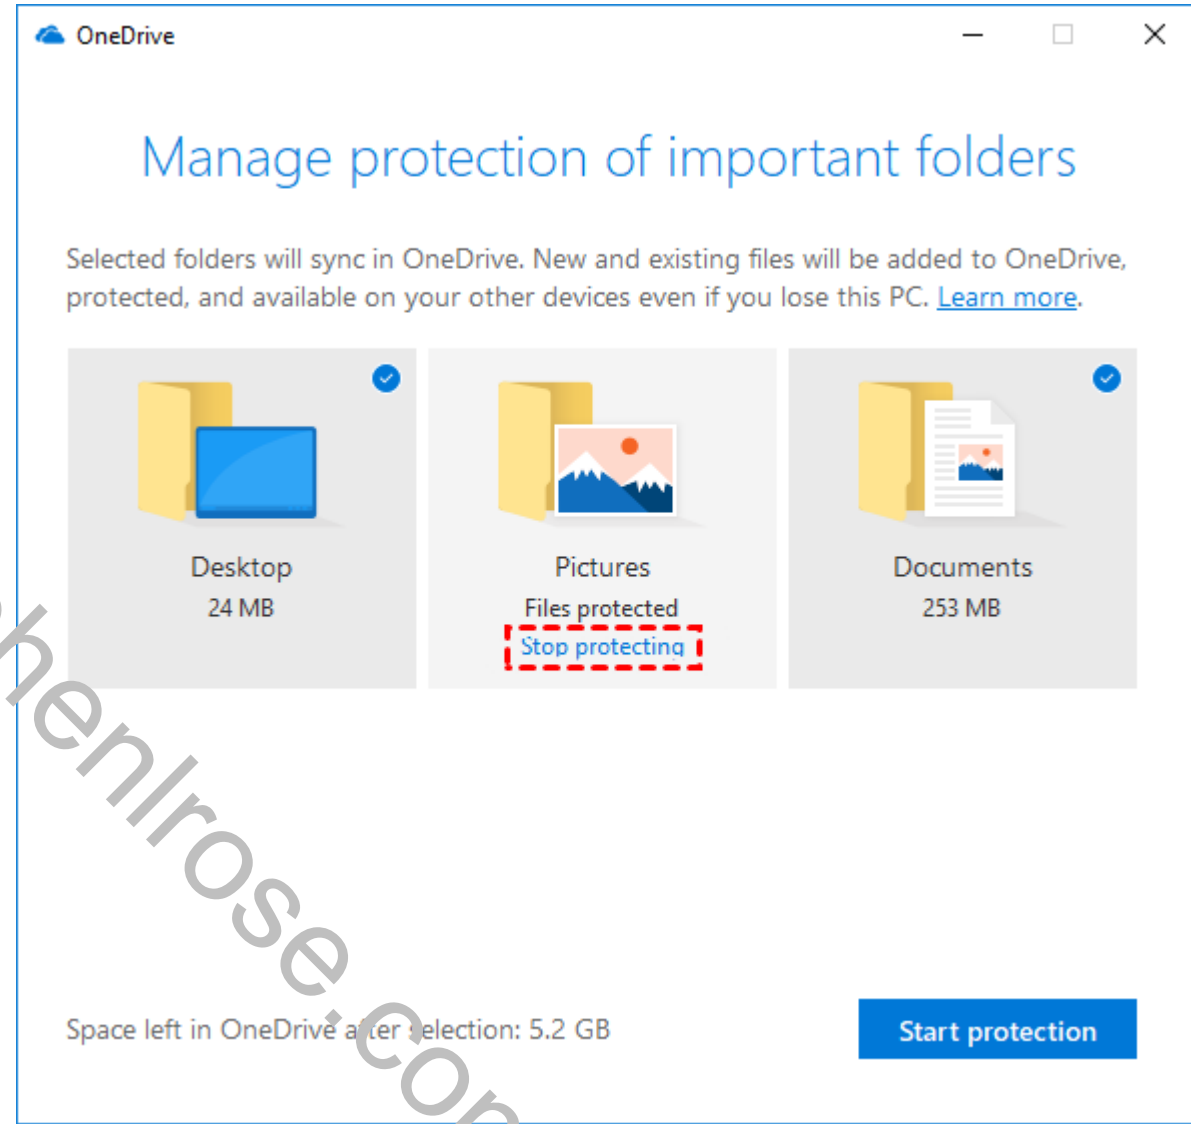 OneDrive
Manage protection of important folders
Selected folders will sync in OneDrive. New and existing files will be added to OneDrive,
protected, and available on your other devices even if you lose this PC. Learn more.
Desktop
24 MB
Pictures
Files protected
Stop protecting
Documents
253 MB
Space left in OneDrive after selection: 5.2 GB
Start protection